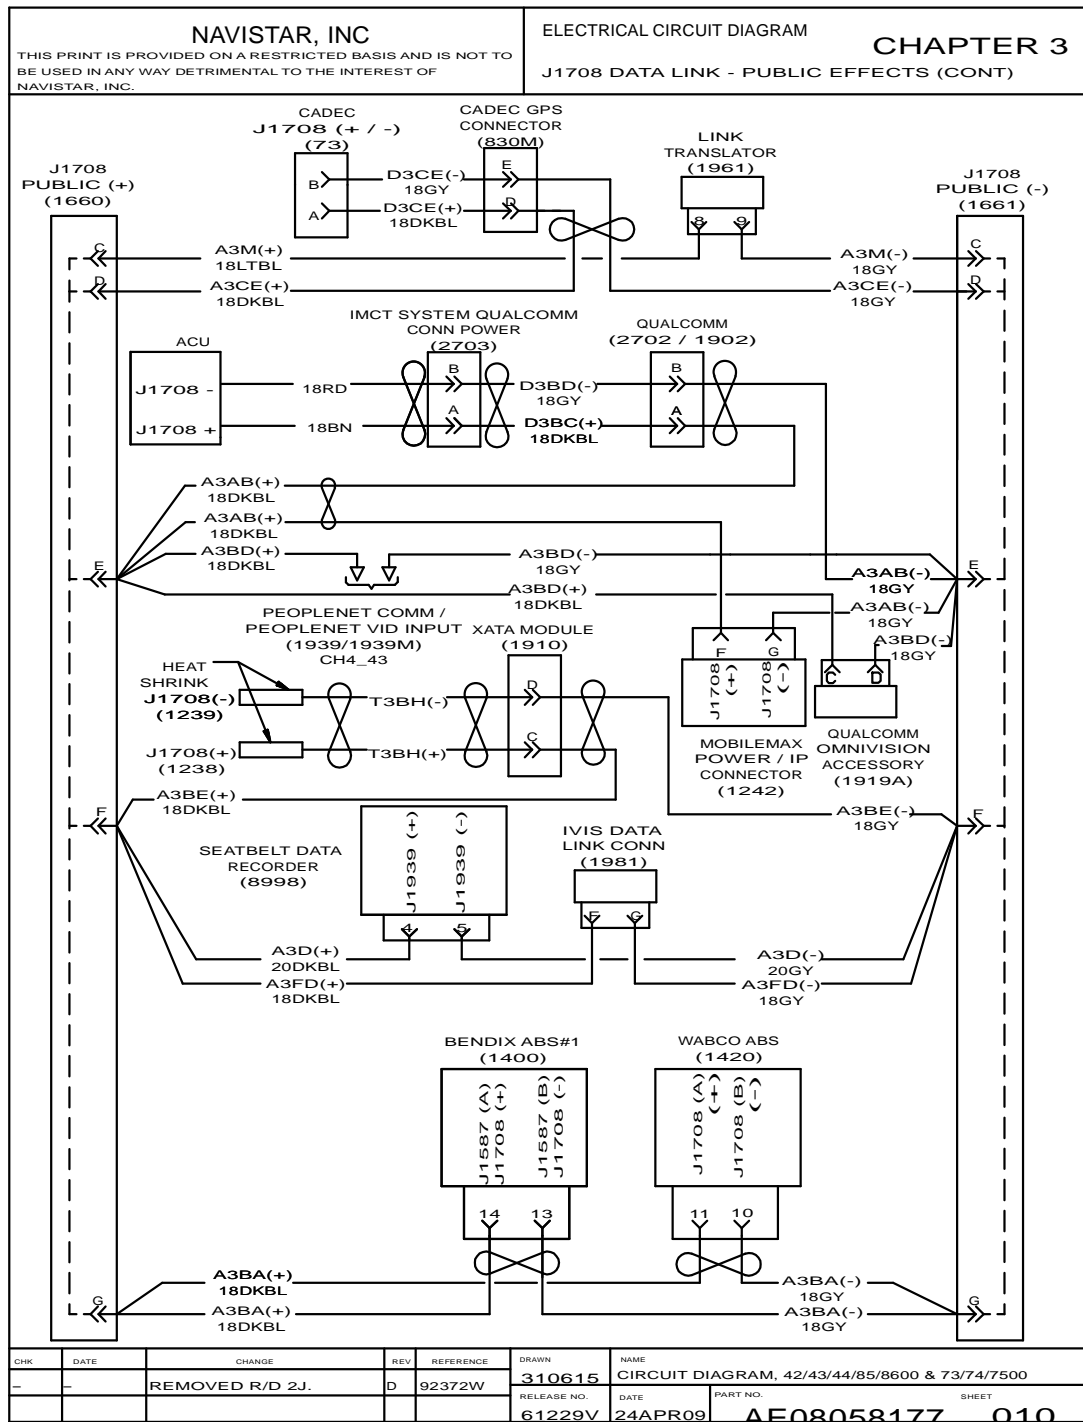 NAVISTAR, INC
THIS PRINT IS PROVIDED ON A RESTRICTED BASIS AND IS NOT TO
BE USED IN ANY WAY DETRIMENTAL TO THE INTEREST OF
NAVISTAR, INC.
ELECTRICAL CIRCUIT DIAGRAM
CHAPTER 3
J1708 DATA LINK - PUBLIC EFFECTS (CONT)
CADEC
J1708 (+ / -)
(73)
CADEC GPS
CONNECTOR
(830M)
LINK
TRANSLATOR
(1961)
J1708
PUBLIC (+)
(1660)
J1708
PUBLIC (-)
(1661)
B
D3CE(-)
18GY
E
A
D3CE(+)
18DKBL
D
8
9
C
A3M(+)
18LTBL
A3M(-)
18GY
C
D
A3CE(+)
18DKBL
A3CE(-)
18GY
D
IMCT SYSTEM QUALCOMM
CONN POWER
(2703)
QUALCOMM
(2702 / 1902)
ACU
J1708 -
18RD
B
D3BD(-)
18GY
B
J1708 +
18BN
A
D3BC(+)
18DKBL
A
A3AB(+)
18DKBL
A3AB(+)
18DKBL
A3BD(+)
18DKBL
A3BD(-)
18GY
E
A3BD(+)
18DKBL
A3AB(-)
18GY
E
A3AB(-)
18GY
A3BD(-)
18GY
PEOPLENET COMM /
PEOPLENET VID INPUT
(1939/1939M)
CH4_43
XATA MODULE
(1910)
F
G
J1708
(+)
J1708
(-)
C
D
HEAT
SHRINK
J1708(-)
(1239)
T3BH(-)
D
J1708(+)
(1238)
T3BH(+)
C
MOBILEMAX
POWER / IP
CONNECTOR
(1242)
QUALCOMM
OMNIVISION
ACCESSORY
(1919A)
A3BE(+)
18DKBL
A3BE(-)
18GY
F
F
SEATBELT DATA
RECORDER
(8998)
J1939 (+)
J1939 (-)
4
5
IVIS DATA
LINK CONN
(1981)
F
G
A3D(+)
20DKBL
A3D(-)
20GY
A3FD(+)
18DKBL
A3FD(-)
18GY
BENDIX ABS#1
(1400)
WABCO ABS
(1420)
J1587 (A)
J1708 (+)
J1587 (B)
J1708 (-)
J1708 (A)
(+)
J1708 (B)
(-)
14
13
11
10
A3BA(+)
18DKBL
A3BA(-)
18GY
G
A3BA(+)
18DKBL
A3BA(-)
18GY
G
CHK
DATE
CHANGE
REV
REFERENCE
DRAWN
NAME
-
-
REMOVED R/D 2J.
D
92372W
310615
CIRCUIT DIAGRAM, 42/43/44/85/8600 & 73/74/7500
RELEASE NO.
DATE
PART NO.
SHEET
61229V
24APR09
AE08058177
010